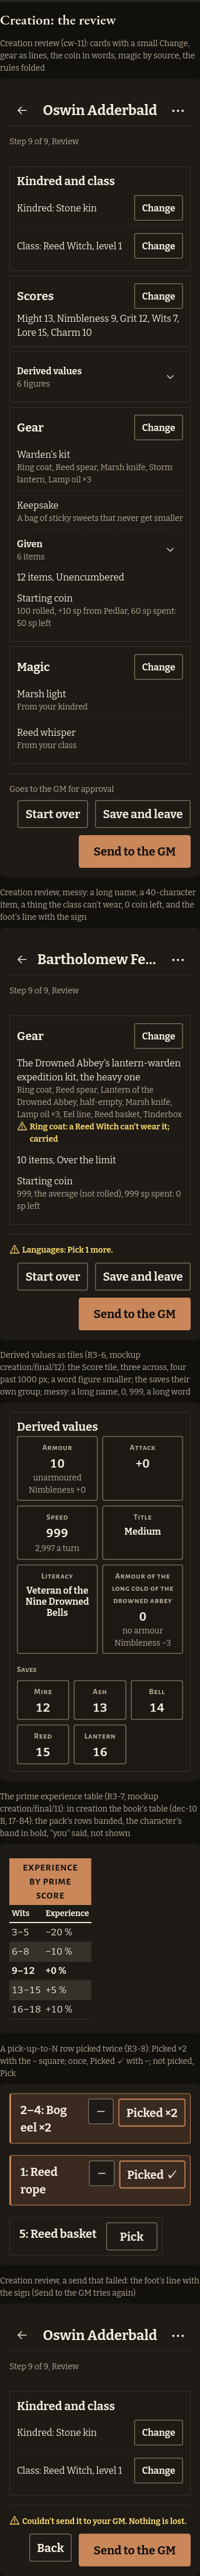 Creation: the review
Creation review (cw-11): cards with a small Change,
gear as lines, the coin in words, magic by source, the
rules folded
← Oswin Adderbald ...
Step 9 of 9, Review
Kindred and class
Kindred: Stone kin Change
Class: Red Witch, level 1 Change
Scores Change
Might 13, Nimbleness 9, Grit 12, Wits 7,
Lore 15, Charm 10
Derived values
6 figures
Gear Change
Warden's kit
Ring coat, Reed spear, Marsh knife, Storm
lantern, Lamp oil ×3
Keepsake
A bag of sticky sweets that never get smaller
Given
6 items
12 items, Unencumbered
Starting coin
100 rolled, +10 sp from Pedlar, 60 sp spent:
50 sp left
Magic Change
Marsh light
From your kindred
Reed whisper
From your class
Goes to the GM for approval
Start over Save and leave
Send to the GM
Creation review, messy: a long name, a 40-character
item, a thing the class can't wear, 0 coin left, and the
foot's line with the sign
← Bartholomew Fe... ...
Step 9 of 9, Review
Gear Change
The Drowned Abbey's lantern-warden
expedition kit, the heavy one
Ring coat, Reed spear, Lantern of the
Drowned Abbey, half-empty, Marsh knife,
Lamp oil ×3, Eel line, Reed basket, Tinderbox
Ring coat: a Reed Witch can't wear it;
carried
10 items, Over the limit
Starting coin
999, the average (not rolled), 999 sp spent: 0
sp left
Languages: Pick 1 more.
Start over Save and leave
Send to the GM
Derived values as tiles (R3-6, mockup
creation/final/12): the Score tile, three across, four
past 1000 px; a word figure smaller; the saves their
own group; messy: a long name, 0, 999, a long word
Derived values
Armour
10
unarmoured
Nimbleness +0
Attack
+0
Speed
999
2,997 a turn
Title
Medium
Literacy
Veteran of the
Nine Drowned
Bells
Armour of the
long cold of the
drowned abbey
0
no armour
Nimbleness −3
Saves
Mire
12
Ash
13
Bell
14
Reed
15
Lantern
16
The prime experience table (R3-7, mockup
creation/final/11): in creation the book's table (dec-10
B, 17-B4): the pack's rows banded, the character's
band in bold, "you" said, not shown
EXPERIENCE
BY PRIME
SCORE
Wits Experience
3–5 −20 %
6–8 −10 %
9–12 +0 %
13–15 +5 %
16–18 +10 %
A pick-up-to-N row picked twice (R3-8): Picked ×2
with the − square; once, Picked ✓ with −; not picked,
Pick
2–4: Bog
eel ×2
− Picked ×2
1: Reed
rope
− Picked ✓
5: Reed basket Pick
Creation review, a send that failed: the foot's line with
the sign (Send to the GM tries again)
← Oswin Adderbald ...
Step 9 of 9, Review
Kindred and class
Kindred: Stone kin Change
Class: Reed Witch, level 1 Change
Couldn't send it to your GM. Nothing is lost.
Back Send to the GM